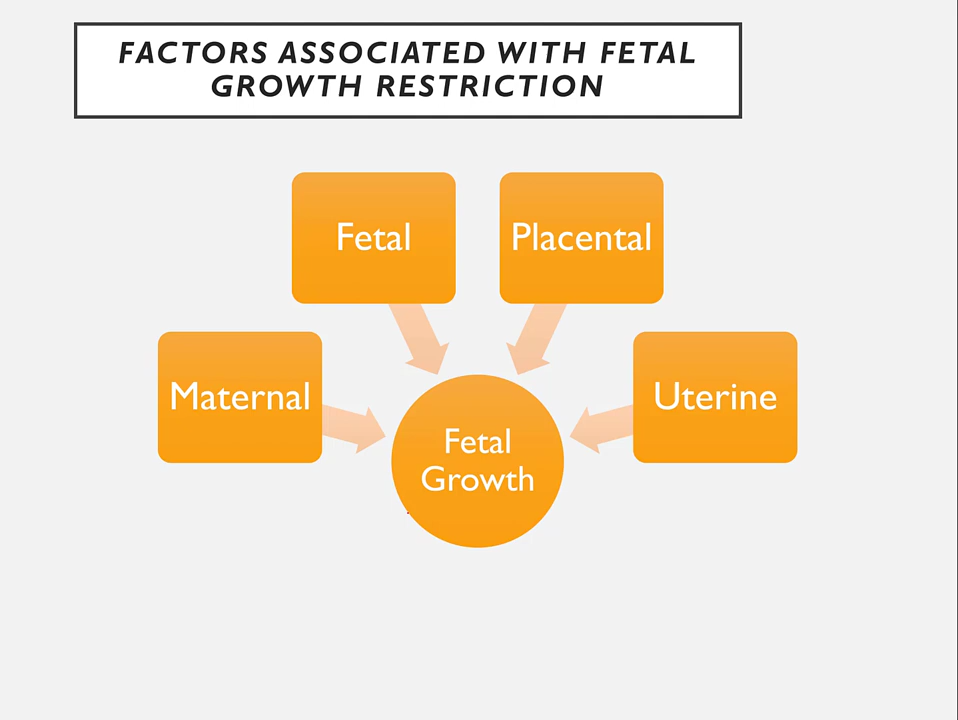 FACTORS ASSOCIATED WITH FETAL
GROWTH RESTRICTION
Fetal
Placental
Maternal
Uterine
Fetal
Growth